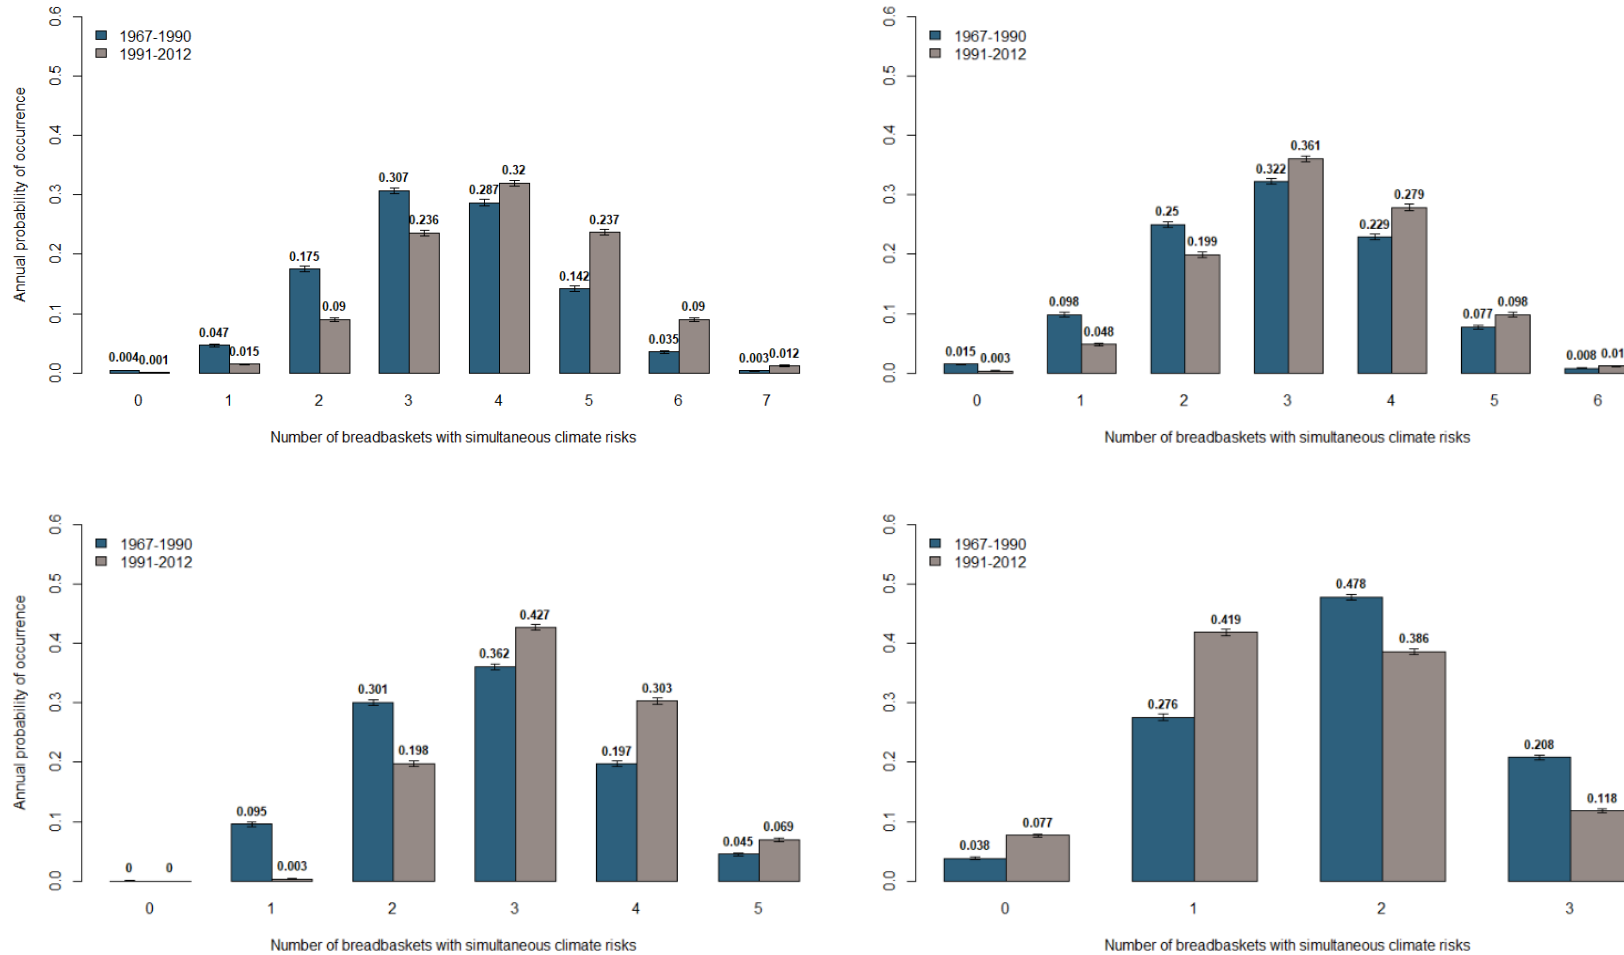 1967-1990
1991-2012
Annual probability of occurrence
0.0 0.1 0.2 0.3 0.4 0.5 0.6
0.004 0.001 0.047 0.015 0.175 0.09 0.307 0.236 0.287 0.32 0.142 0.237 0.035 0.09 0.003 0.012
0 1 2 3 4 5 6 7
Number of breadbaskets with simultaneous climate risks
1967-1990
1991-2012
0.0 0.1 0.2 0.3 0.4 0.5 0.6
0.015 0.003 0.098 0.048 0.25 0.199 0.322 0.361 0.229 0.279 0.077 0.098 0.008 0.01
0 1 2 3 4 5 6
Number of breadbaskets with simultaneous climate risks
1967-1990
1991-2012
Annual probability of occurrence
0.0 0.1 0.2 0.3 0.4 0.5 0.6
0 0 0.095 0.003 0.301 0.198 0.362 0.427 0.197 0.303 0.045 0.069
0 1 2 3 4 5
Number of breadbaskets with simultaneous climate risks
1967-1990
1991-2012
0.0 0.1 0.2 0.3 0.4 0.5 0.6
0.038 0.077 0.276 0.419 0.478 0.386 0.208 0.118
0 1 2 3
Number of breadbaskets with simultaneous climate risks